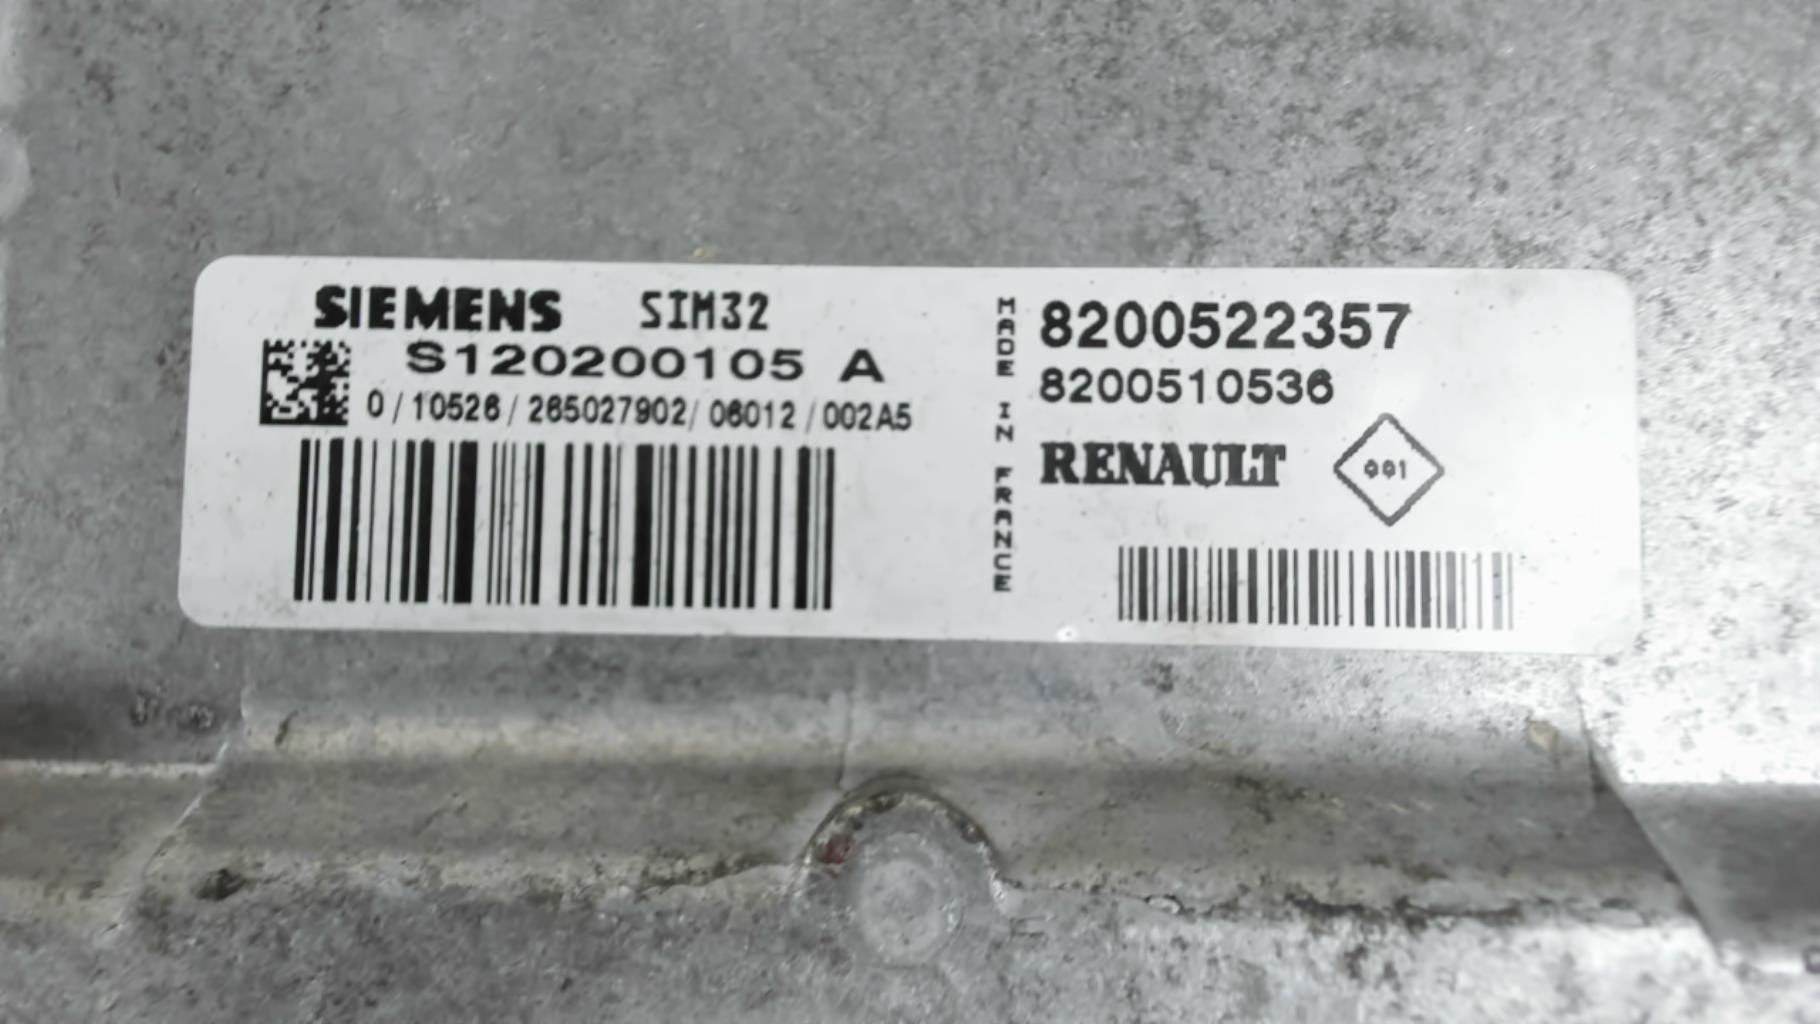 SIEMENS SIM32
S120200105 A
0/10526/265027902/06012/002A5
MADE IN FRANCE
8200522357
8200510536
RENAULT 001